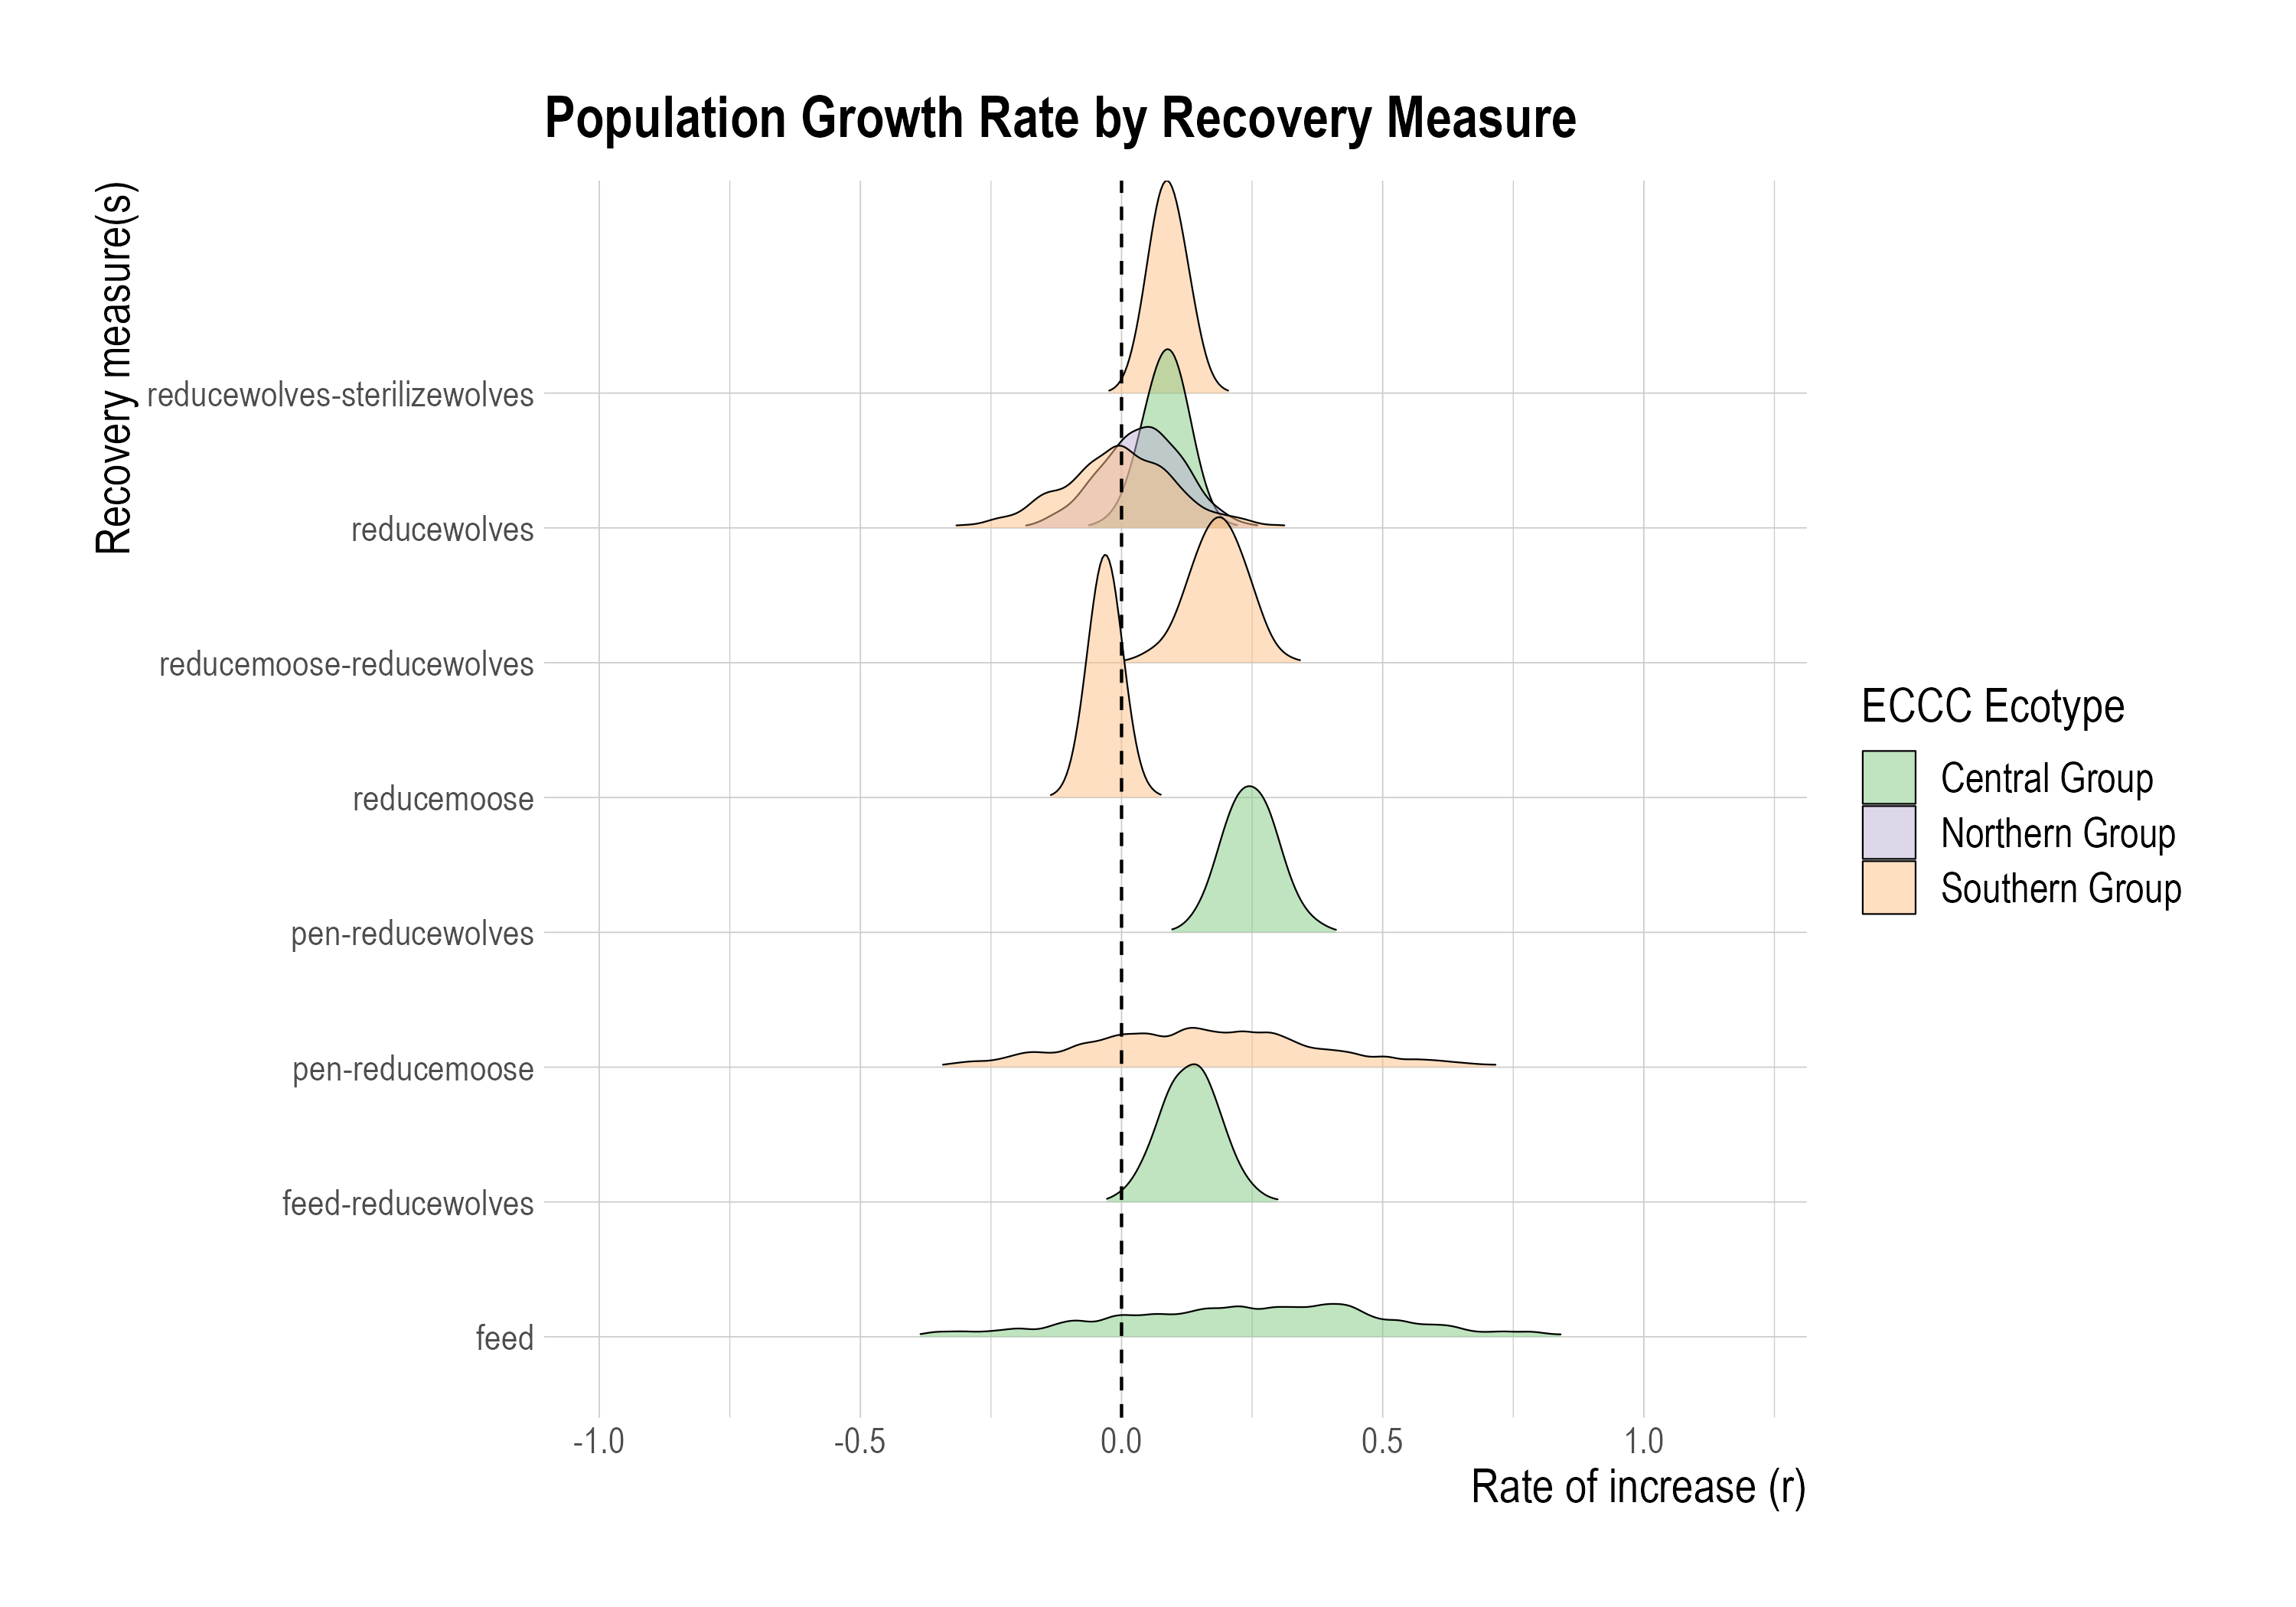 Population Growth Rate by Recovery Measure
Recovery measure(s)
reducewolves-sterilizewolves
reducewolves
reducemoose-reducewolves
reducemoose
pen-reducewolves
pen-reducemoose
feed-reducewolves
feed
-1.0
-0.5
0.0
0.5
1.0
Rate of increase (r)
ECCC Ecotype
Central Group
Northern Group
Southern Group